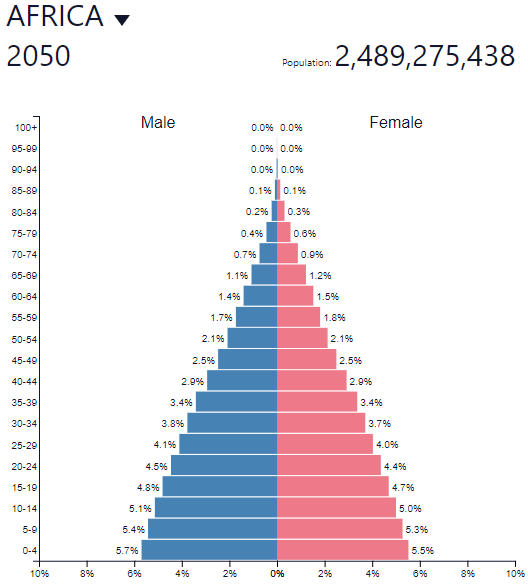 AFRICA
2050 Population: 2,489,275,438
Male Female
100+ 0.0% 0.0%
95-99 0.0% 0.0%
90-94 0.0% 0.0%
85-89 0.1% 0.1%
80-84 0.2% 0.3%
75-79 0.4% 0.6%
70-74 0.7% 0.9%
65-69 1.1% 1.2%
60-64 1.4% 1.5%
55-59 1.7% 1.8%
50-54 2.1% 2.1%
45-49 2.5% 2.5%
40-44 2.9% 2.9%
35-39 3.4% 3.4%
30-34 3.8% 3.7%
25-29 4.1% 4.0%
20-24 4.5% 4.4%
15-19 4.8% 4.7%
10-14 5.1% 5.0%
5-9 5.4% 5.3%
0-4 5.7% 5.5%
10% 8% 6% 4% 2% 0% 2% 4% 6% 8% 10%